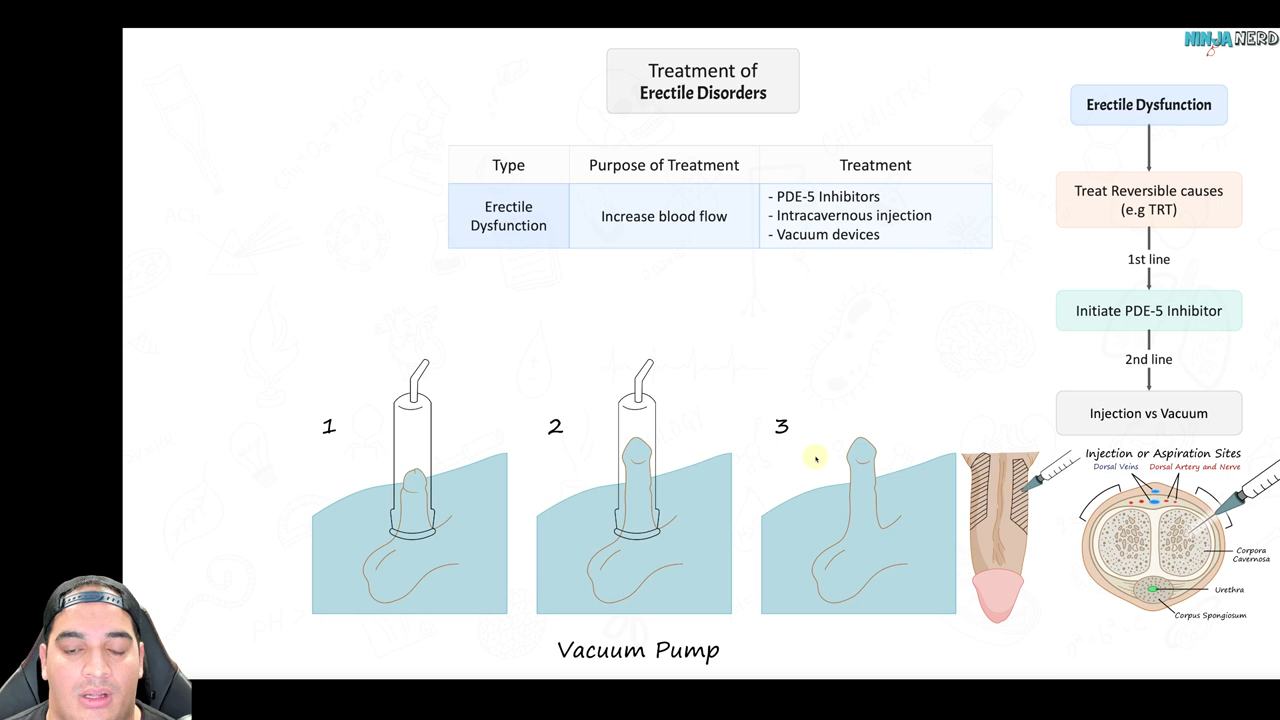 NINJA NERD
Treatment of
Erectile Disorders
Type Purpose of Treatment Treatment
Erectile
Dysfunction
Increase blood flow
- PDE-5 Inhibitors
- Intracavernous injection
- Vacuum devices
Erectile Dysfunction
Treat Reversible causes
(e.g TRT)
1st line
Initiate PDE-5 Inhibitor
2nd line
Injection vs Vacuum
1
2
3
Vacuum Pump
Injection or Aspiration Sites
Dorsal Veins Dorsal Artery and Nerve
Corpora
Cavernosa
Urethra
Corpus Spongiosum
CHEMISTRY
ACh